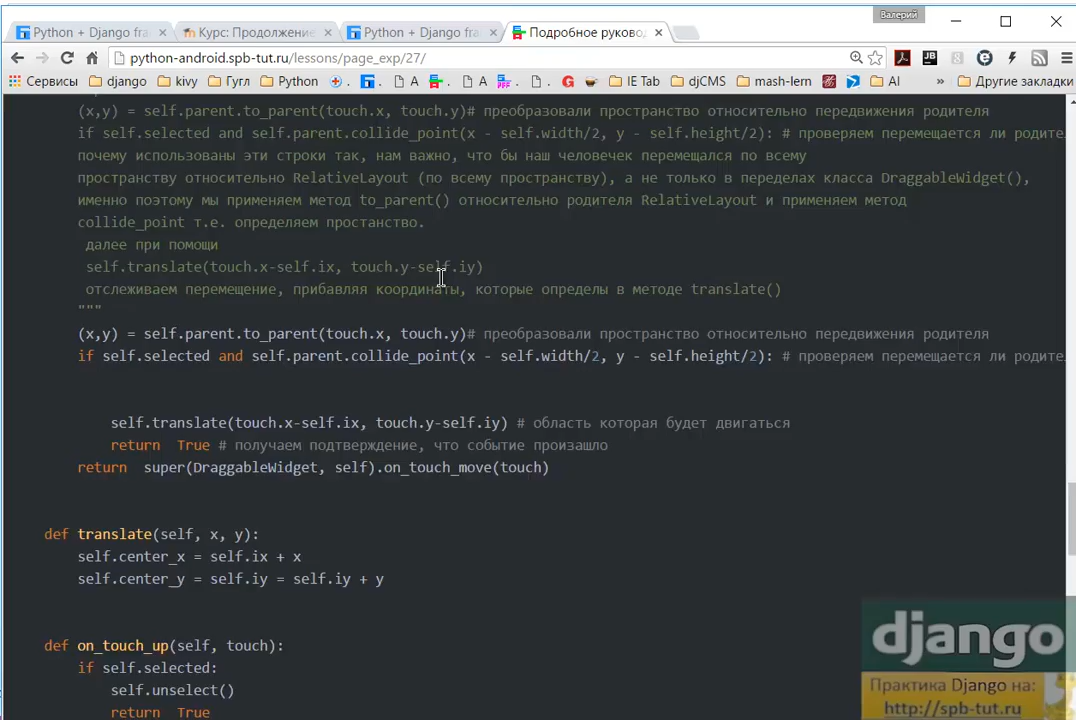 Валерий
Python + Django fra
Курс: Продолжение
Python + Django fra
Подробное руково
python-android.spb-tut.ru/lessons/page_exp/27/
Сервисы django kivy Гугл Python . A A . IE Tab djCMS mash-lern AI » Другие закладки
(x,y) = self.parent.to_parent(touch.x, touch.y)# преобразовали пространство относительно передвижения родителя
if self.selected and self.parent.collide_point(x - self.width/2, y - self.height/2): # проверяем перемещается ли родите
почему использованы эти строки так, нам важно, что бы наш человечек перемещался по всему
пространству относительно RelativeLayout (по всему пространству), а не только в переделах класса DraggableWidget(),
именно поэтому мы применяем метод to_parent() относительно родителя RelativeLayout и применяем метод
collide_point т.е. определяем простанство.
далее при помощи
self.translate(touch.x-self.ix, touch.y-self.iy)
отслеживаем перемещение, прибавляя координаты, которые определы в методе translate()
"""
(x,y) = self.parent.to_parent(touch.x, touch.y)# преобразовали пространство относительно передвижения родителя
if self.selected and self.parent.collide_point(x - self.width/2, y - self.height/2): # проверяем перемещается ли родите
self.translate(touch.x-self.ix, touch.y-self.iy) # область которая будет двигаться
return True # получаем подтверждение, что событие произашло
return super(DraggableWidget, self).on_touch_move(touch)
def translate(self, x, y):
self.center_x = self.ix = self.ix + x
self.center_y = self.iy = self.iy + y
def on_touch_up(self, touch):
if self.selected:
self.unselect()
return True
django
Практика Django на:
http://spb-tut.ru